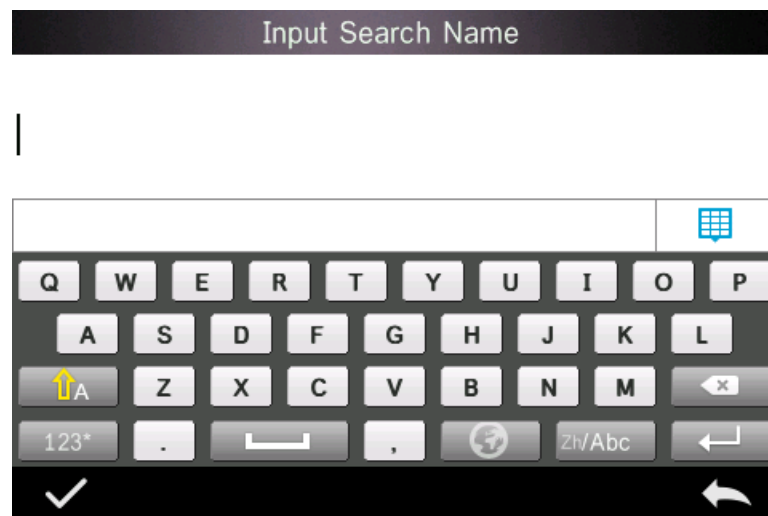 Input Search Name
Q W E R T Y U I O P
A S D F G H J K L
A Z X C V B N M
123* . , Zh/Abc